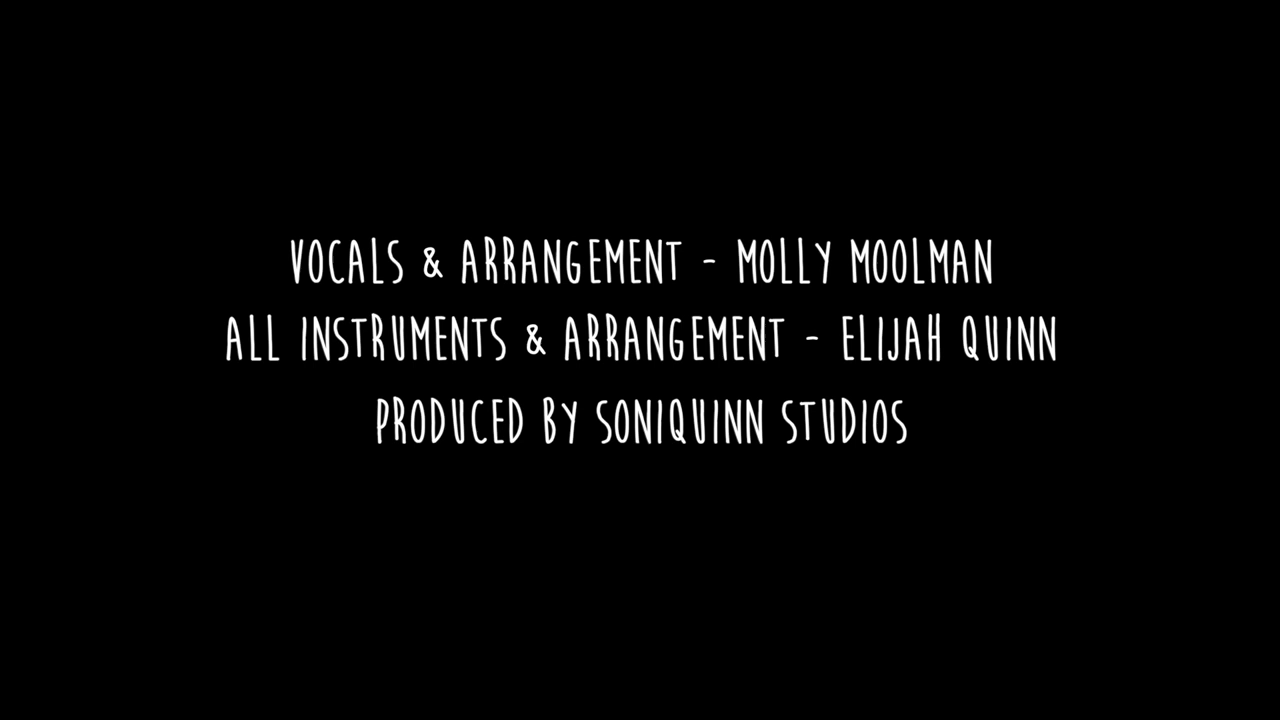 VOCALS & ARRANGEMENT - MOLLY MOOLMAN
ALL INSTRUMENTS & ARRANGEMENT - ELIJAH QUINN
PRODUCED BY SONIQUINN STUDIOS